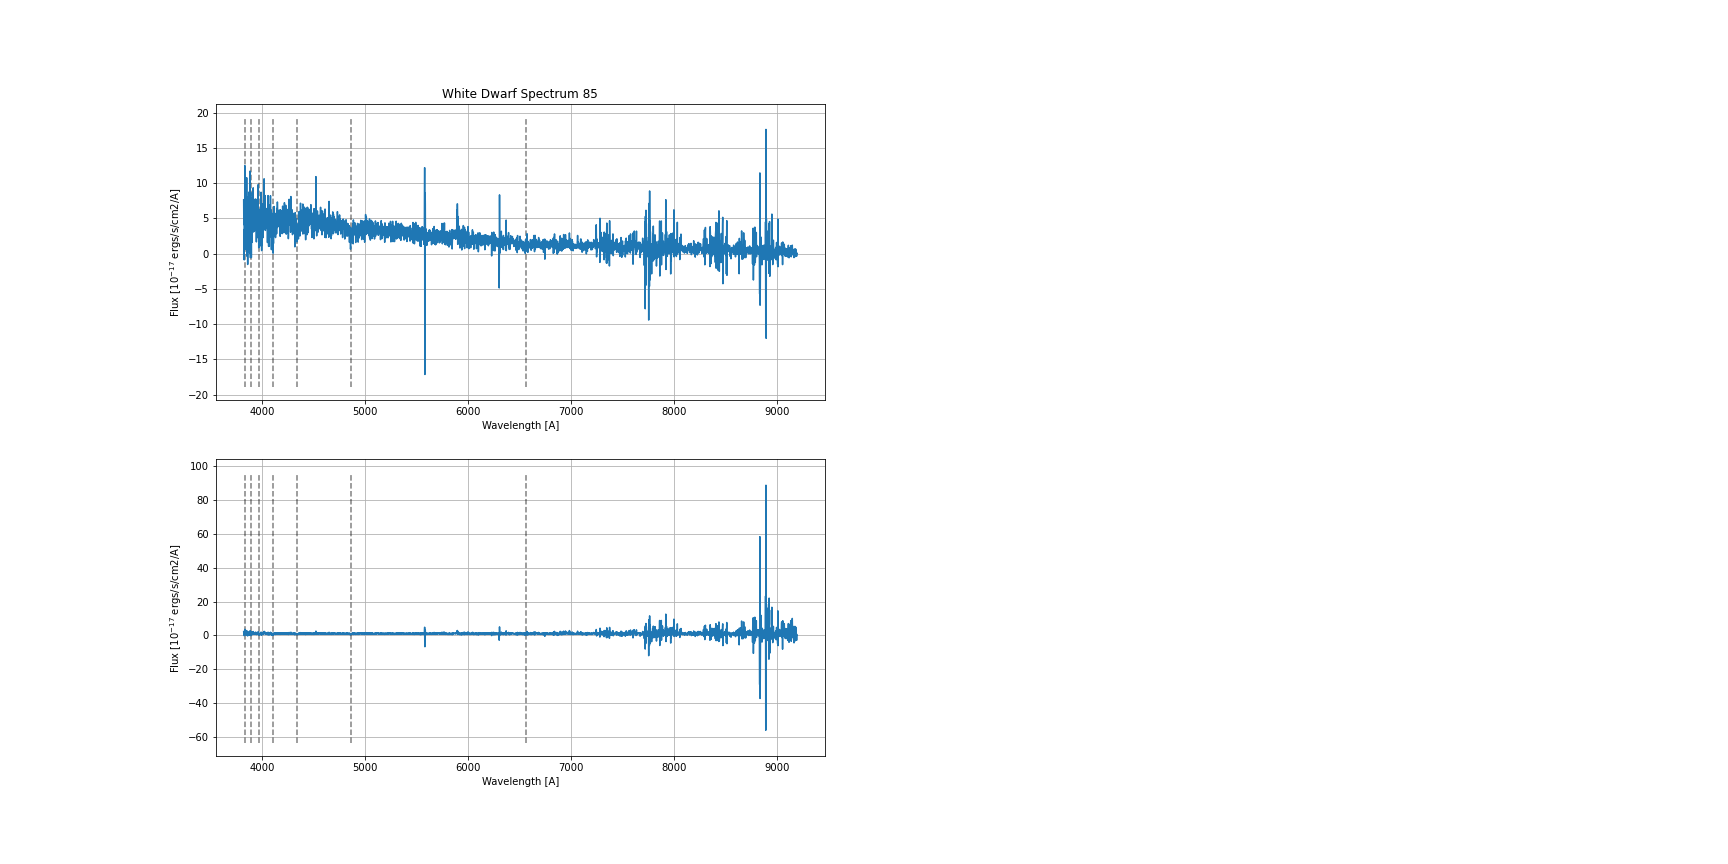 White Dwarf Spectrum 85
20
15
10
5
0
−5
−10
−15
−20
Flux [10⁻¹⁷ ergs/s/cm2/A]
4000 5000 6000 7000 8000 9000
Wavelength [A]
100
80
60
40
20
0
−20
−40
−60
Flux [10⁻¹⁷ ergs/s/cm2/A]
4000 5000 6000 7000 8000 9000
Wavelength [A]